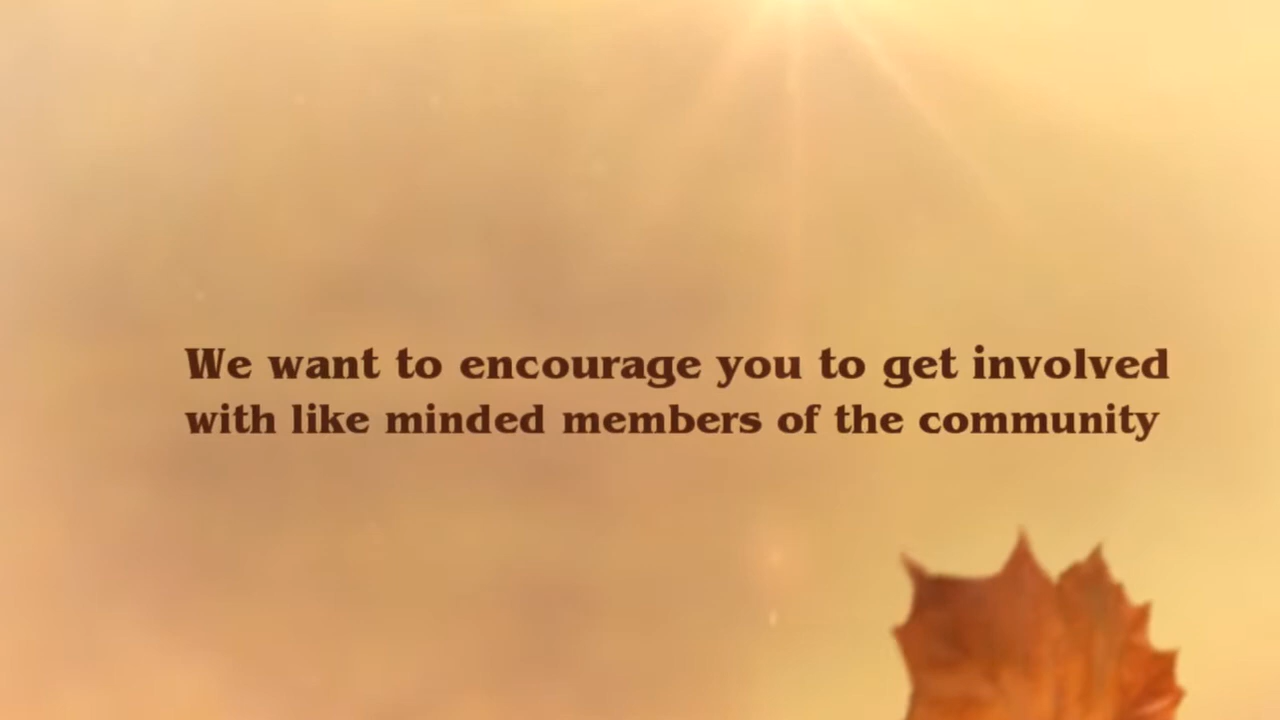 We want to encourage you to get involved
with like minded members of the community